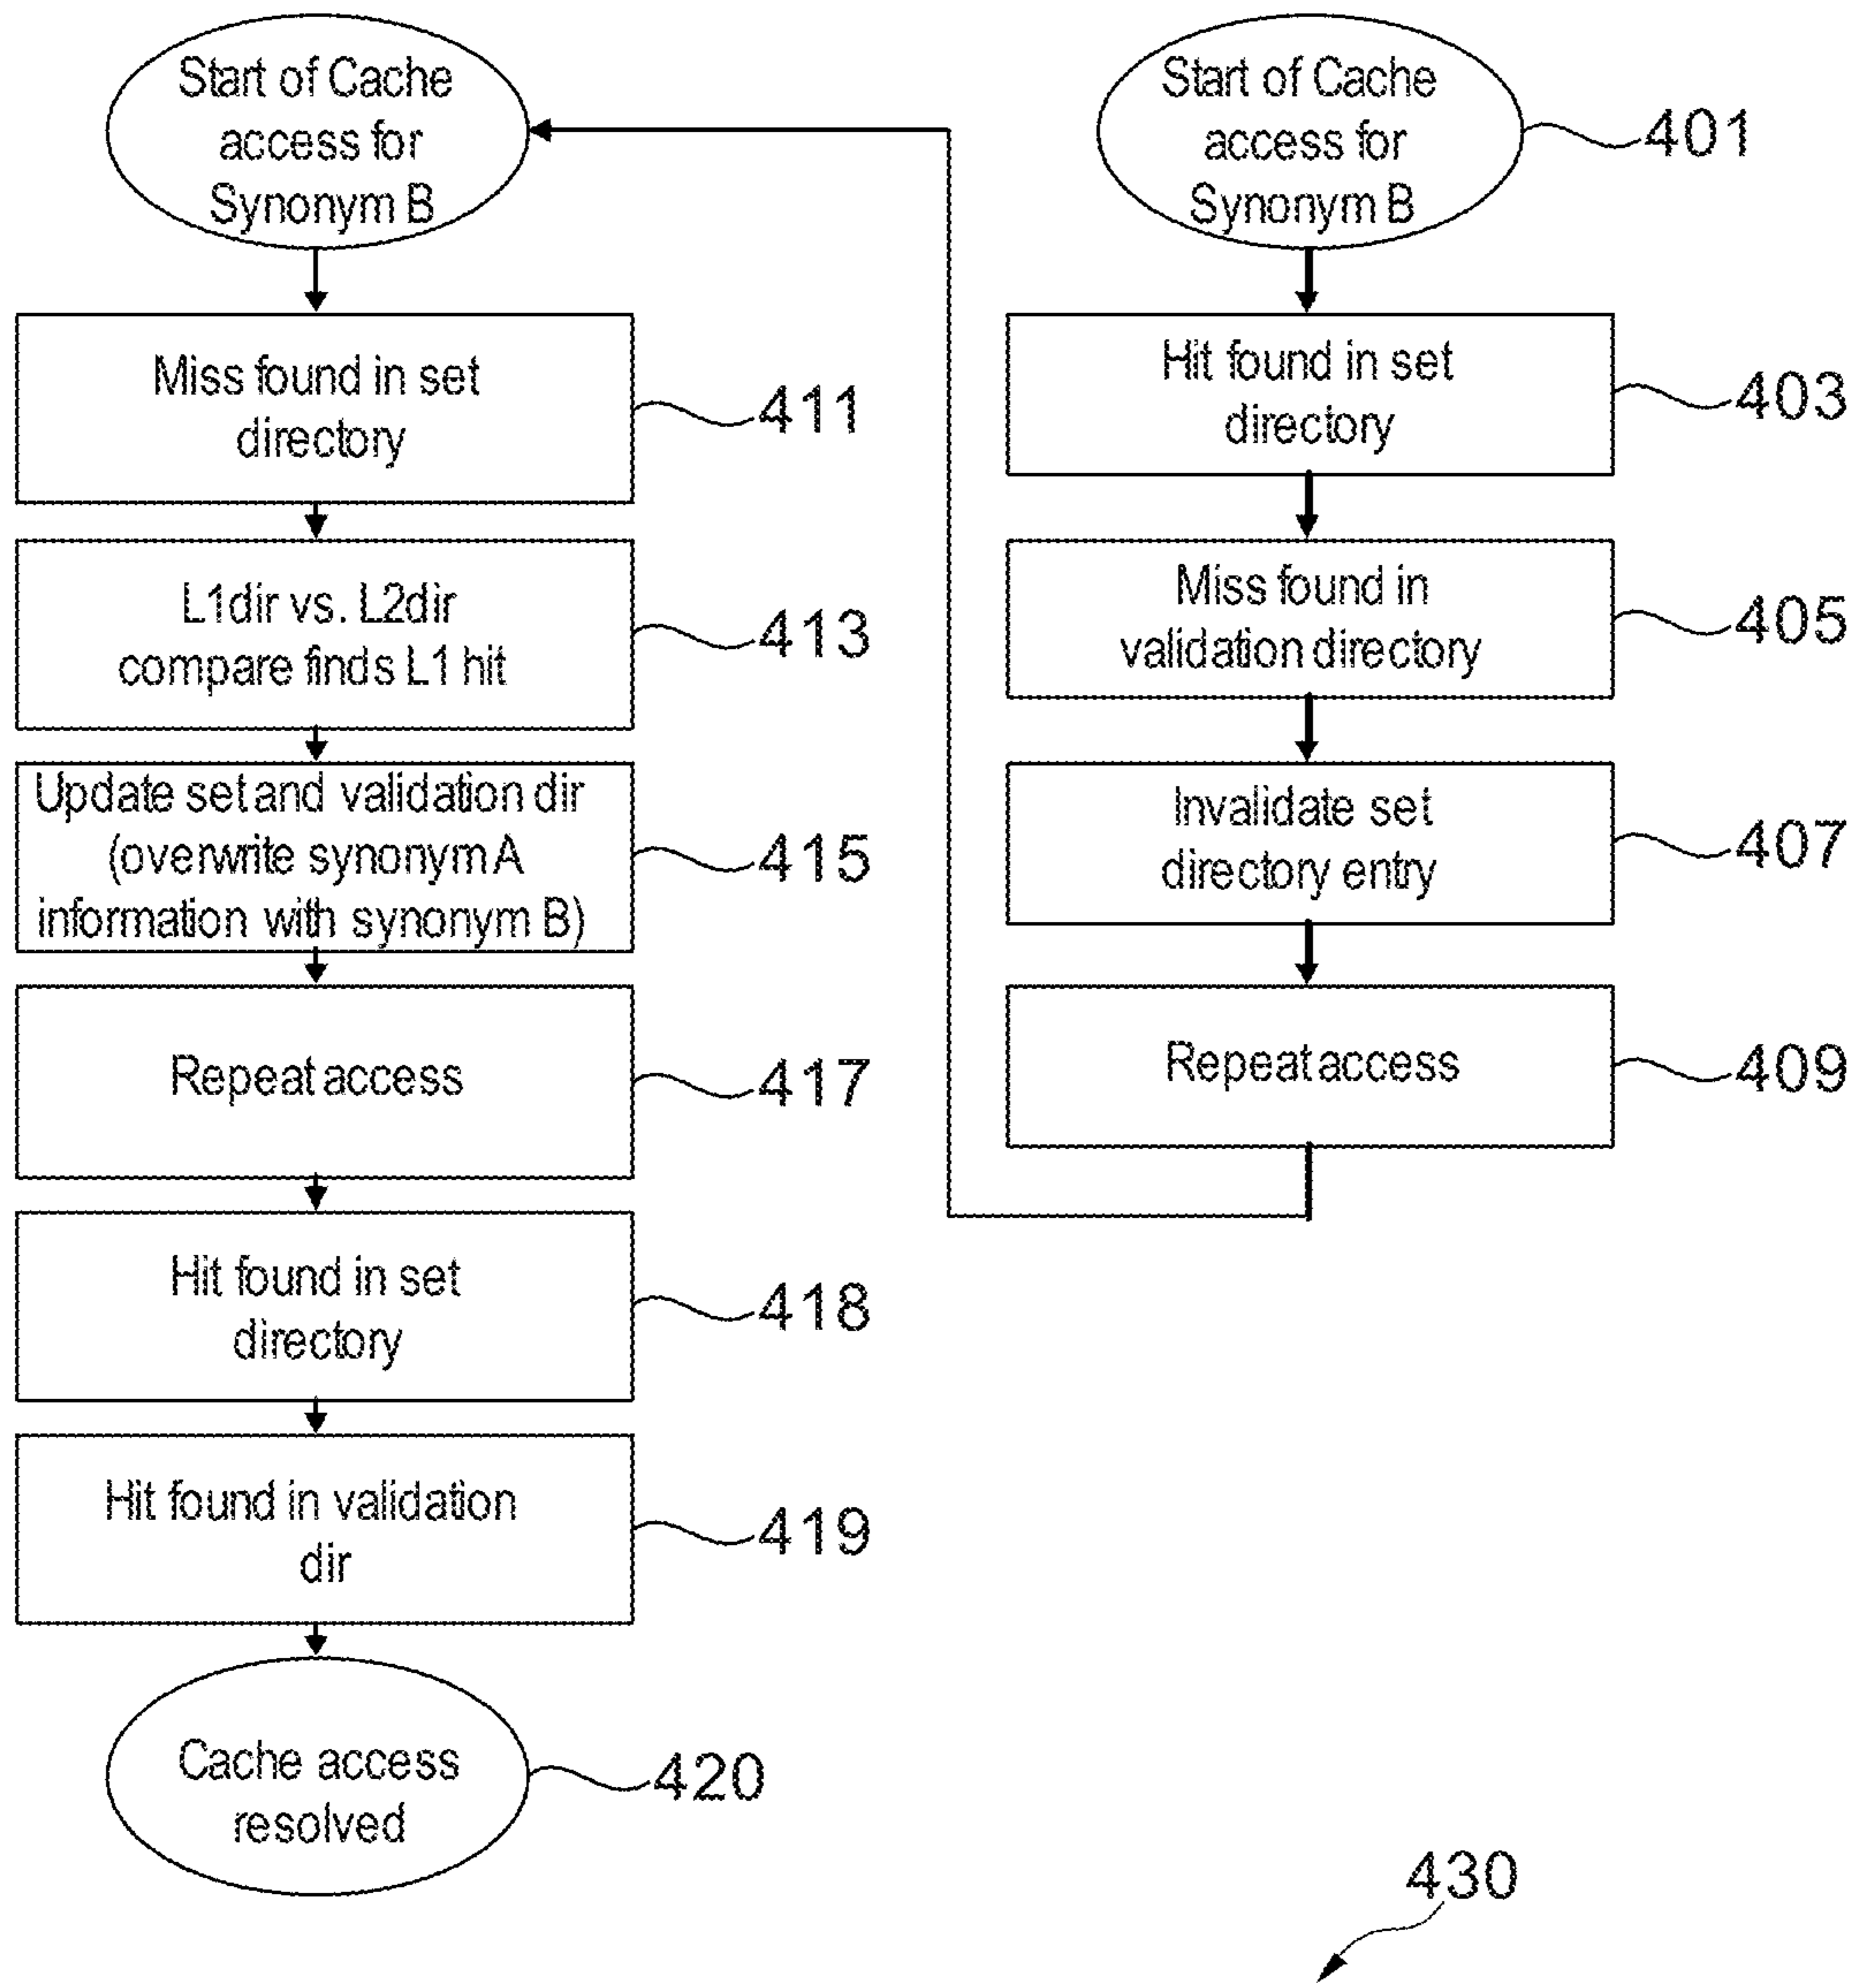 Start of Cache
access for
Synonym B
Miss found in set
directory
411
L1dir vs. L2dir
compare finds L1 hit
413
Update set and validation dir
(overwrite synonym A
information with synonym B)
415
Repeat access
417
Hit found in set
directory
418
Hit found in validation
dir
419
Cache access
resolved
420
Start of Cache
access for
Synonym B
401
Hit found in set
directory
403
Miss found in
validation directory
405
Invalidate set
directory entry
407
Repeat access
409
430